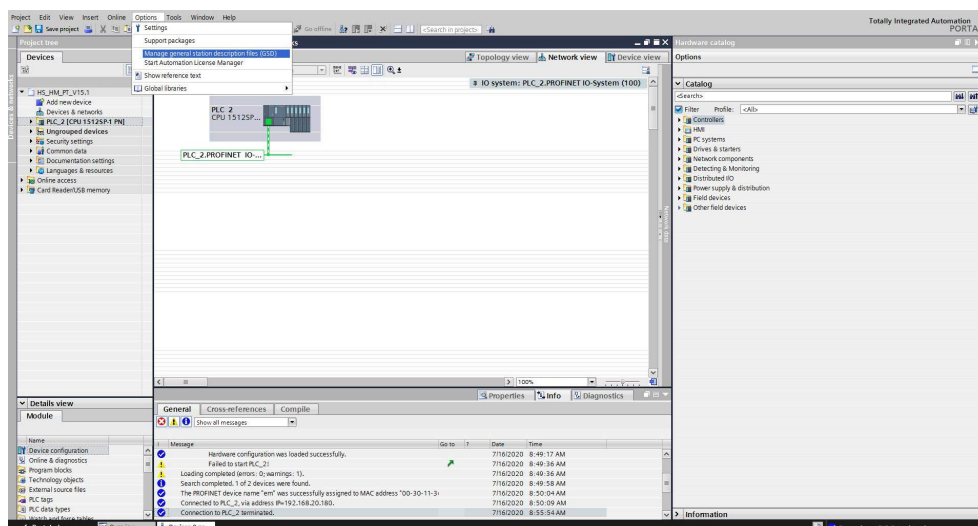 Project Edit View Insert Online Options Tools Window Help
Totally Integrated Automation
PORTA
Save project
Go offline
<Search in project>
Settings
Support packages
Manage general station description files (GSD)
Start Automation License Manager
Show reference text
Global libraries
Project tree
Devices
HS_HM_PT_V15.1
Add new device
Devices & networks
PLC_2 [CPU 1512SP-1 PN]
Ungrouped devices
Security settings
Common data
Documentation settings
Languages & resources
Online access
Card Reader/USB memory
Devices & networks
Topology view
Network view
Device view
IO system: PLC_2.PROFINET IO-System (100)
PLC_2
CPU 1512SP...
PLC_2.PROFINET IO-...
Network data
100%
Hardware catalog
Options
Catalog
<Search>
Filter Profile: <All>
Controllers
HMI
PC systems
Drives & starters
Network components
Detecting & Monitoring
Distributed I/O
Power supply & distribution
Field devices
Other field devices
Information
Details view
Module
Name
Device configuration
Online & diagnostics
Program blocks
Technology objects
External source files
PLC tags
PLC data types
Watch and force tables
Properties
Info
Diagnostics
General
Cross-references
Compile
Show all messages
! Message Go to ? Date Time
Hardware configuration was loaded successfully. 7/16/2020 8:49:17 AM
Failed to start PLC_2! 7/16/2020 8:49:36 AM
Loading completed (errors: 0; warnings: 1). 7/16/2020 8:49:36 AM
Search completed. 1 of 2 devices were found. 7/16/2020 8:49:58 AM
The PROFINET device name "em" was successfully assigned to MAC address "00-30-11-3 7/16/2020 8:50:04 AM
Connected to PLC_2, via address IP=192.168.20.180. 7/16/2020 8:50:09 AM
Connection to PLC_2 terminated. 7/16/2020 8:55:54 AM